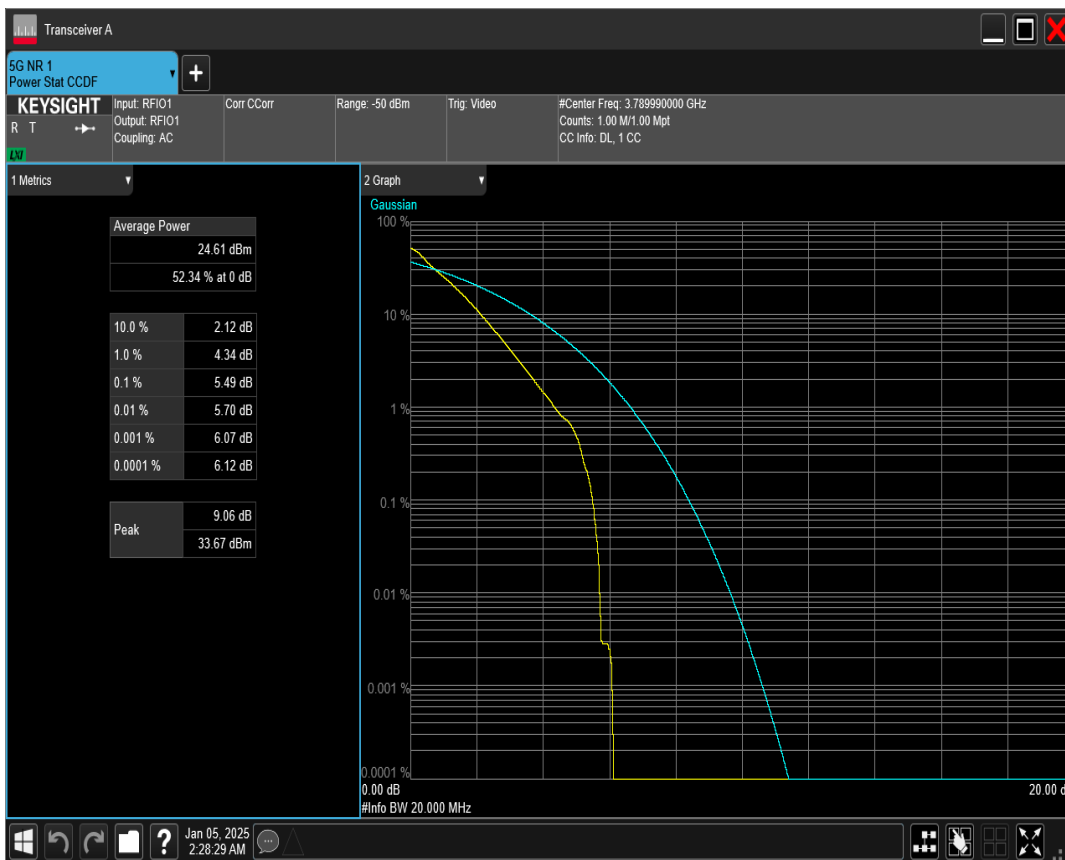 Transceiver A
5G NR 1
Power Stat CCDF
KEYSIGHT
R T
LXI
Input: RFIO1
Output: RFIO1
Coupling: AC
Corr CCorr
Range: -50 dBm
Trig: Video
#Center Freq: 3.789990000 GHz
Counts: 1.00 M/1.00 Mpt
CC Info: DL, 1 CC
1 Metrics
Average Power
24.61 dBm
52.34 % at 0 dB
10.0 % 2.12 dB
1.0 % 4.34 dB
0.1 % 5.49 dB
0.01 % 5.70 dB
0.001 % 6.07 dB
0.0001 % 6.12 dB
Peak
9.06 dB
33.67 dBm
2 Graph
Gaussian
100 %
10 %
1 %
0.1 %
0.01 %
0.001 %
0.0001 %
0.00 dB
20.00 d
#Info BW 20.000 MHz
?
Jan 05, 2025
2:28:29 AM